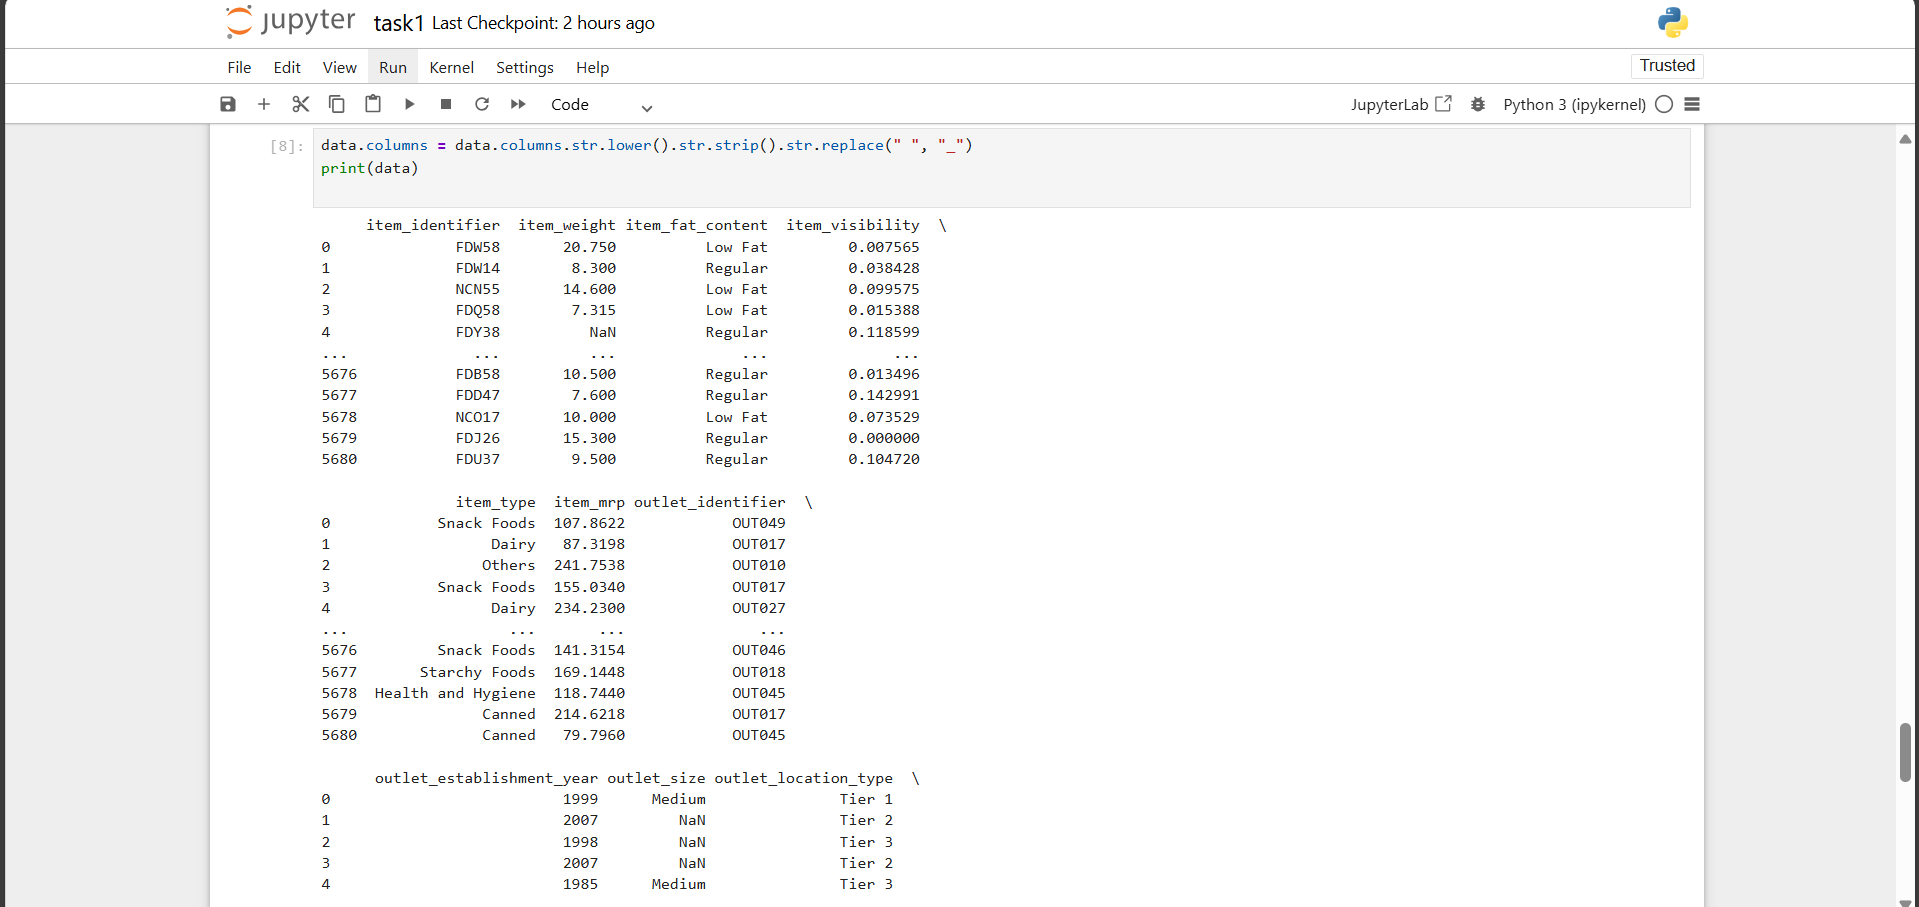 jupyter task1 Last Checkpoint: 2 hours ago
File Edit View Run Kernel Settings Help Trusted
Code JupyterLab Python 3 (ipykernel)
[8]: data.columns = data.columns.str.lower().str.strip().str.replace(" ", "_")
print(data)
item_identifier item_weight item_fat_content item_visibility \
0 FDW58 20.750 Low Fat 0.007565
1 FDW14 8.300 Regular 0.038428
2 NCN55 14.600 Low Fat 0.099575
3 FDQ58 7.315 Low Fat 0.015388
4 FDY38 NaN Regular 0.118599
... ... ... ... ...
5676 FDB58 10.500 Regular 0.013496
5677 FDD47 7.600 Regular 0.142991
5678 NCO17 10.000 Low Fat 0.073529
5679 FDJ26 15.300 Regular 0.000000
5680 FDU37 9.500 Regular 0.104720
item_type item_mrp outlet_identifier \
0 Snack Foods 107.8622 OUT049
1 Dairy 87.3198 OUT017
2 Others 241.7538 OUT010
3 Snack Foods 155.0340 OUT017
4 Dairy 234.2300 OUT027
... ... ... ...
5676 Snack Foods 141.3154 OUT046
5677 Starchy Foods 169.1448 OUT018
5678 Health and Hygiene 118.7440 OUT045
5679 Canned 214.6218 OUT017
5680 Canned 79.7960 OUT045
outlet_establishment_year outlet_size outlet_location_type \
0 1999 Medium Tier 1
1 2007 NaN Tier 2
2 1998 NaN Tier 3
3 2007 NaN Tier 2
4 1985 Medium Tier 3